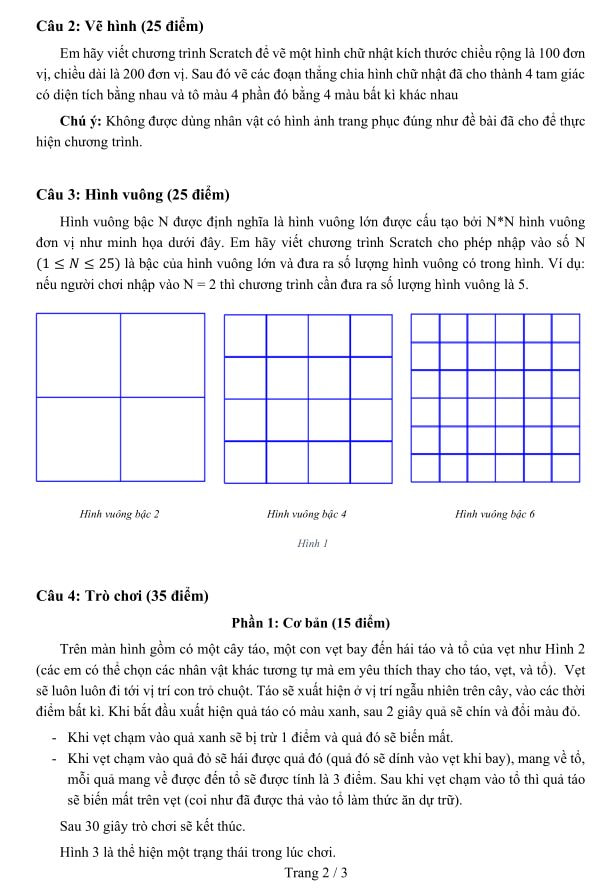 Câu 2: Vẽ hình (25 điểm)
Em hãy viết chương trình Scratch để vẽ một hình chữ nhật kích thước chiều rộng là 100 đơn
vị, chiều dài là 200 đơn vị. Sau đó vẽ các đoạn thẳng chia hình chữ nhật đã cho thành 4 tam giác
có diện tích bằng nhau và tô màu 4 phần đó bằng 4 màu bất kì khác nhau
Chú ý: Không được dùng nhân vật có hình ảnh trang phục đúng như đề bài đã cho để thực
hiện chương trình.
Câu 3: Hình vuông (25 điểm)
Hình vuông bậc N được định nghĩa là hình vuông lớn được cấu tạo bởi N*N hình vuông
đơn vị như minh họa dưới đây. Em hãy viết chương trình Scratch cho phép nhập vào số N
(1 ≤ N ≤ 25) là bậc của hình vuông lớn và đưa ra số lượng hình vuông có trong hình. Ví dụ:
nếu người chơi nhập vào N = 2 thì chương trình cần đưa ra số lượng hình vuông là 5.
Hình vuông bậc 2
Hình vuông bậc 4
Hình vuông bậc 6
Hình 1
Câu 4: Trò chơi (35 điểm)
Phần 1: Cơ bản (15 điểm)
Trên màn hình gồm có một cây táo, một con vẹt bay đến hái táo và tổ của vẹt như Hình 2
(các em có thể chọn các nhân vật khác tương tự mà em yêu thích thay cho táo, vẹt, và tổ). Vẹt
sẽ luôn luôn đi tới vị trí con trỏ chuột. Táo sẽ xuất hiện ở vị trí ngẫu nhiên trên cây, vào các thời
điểm bất kì. Khi bắt đầu xuất hiện quả táo có màu xanh, sau 2 giây quả sẽ chín và đổi màu đỏ.
- Khi vẹt chạm vào quả xanh sẽ bị trừ 1 điểm và quả đó sẽ biến mất.
- Khi vẹt chạm vào quả đỏ sẽ hái được quả đó (quả đó sẽ dính vào vẹt khi bay), mang về tổ,
mỗi quả mang về được đến tổ sẽ được tính là 3 điểm. Sau khi vẹt chạm vào tổ thì quả táo
sẽ biến mất trên vẹt (coi như đã được thả vào tổ làm thức ăn dự trữ).
Sau 30 giây trò chơi sẽ kết thúc.
Hình 3 là thể hiện một trạng thái trong lúc chơi.
Trang 2 / 3